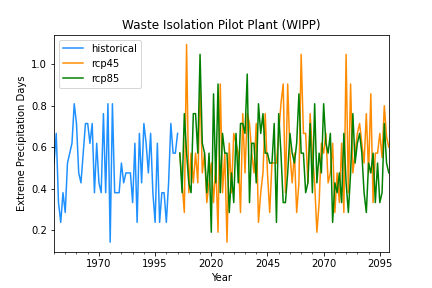 Waste Isolation Pilot Plant (WIPP)
historical
rcp45
rcp85
Extreme Precipitation Days
1.0
0.8
0.6
0.4
0.2
1970
1995
2020
2045
2070
2095
Year